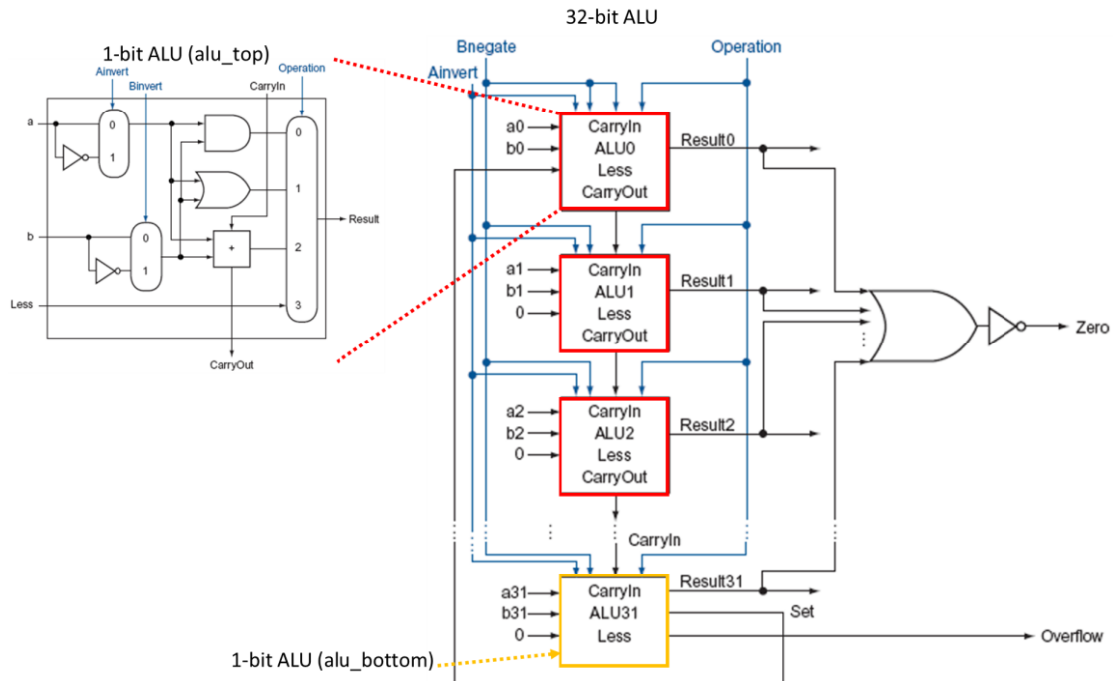 32-bit ALU
1-bit ALU (alu_top)
Bnegate
Operation
Ainvert
Ainvert
Binvert
CarryIn
Operation
a
0
1
0
1
b
0
1
+
2
Less
3
Result
CarryOut
a0
b0
CarryIn
ALU0
Less
CarryOut
Result0
a1
b1
0
CarryIn
ALU1
Less
CarryOut
Result1
a2
b2
0
CarryIn
ALU2
Less
CarryOut
Result2
Zero
CarryIn
a31
b31
0
CarryIn
ALU31
Less
Result31
Set
Overflow
1-bit ALU (alu_bottom)